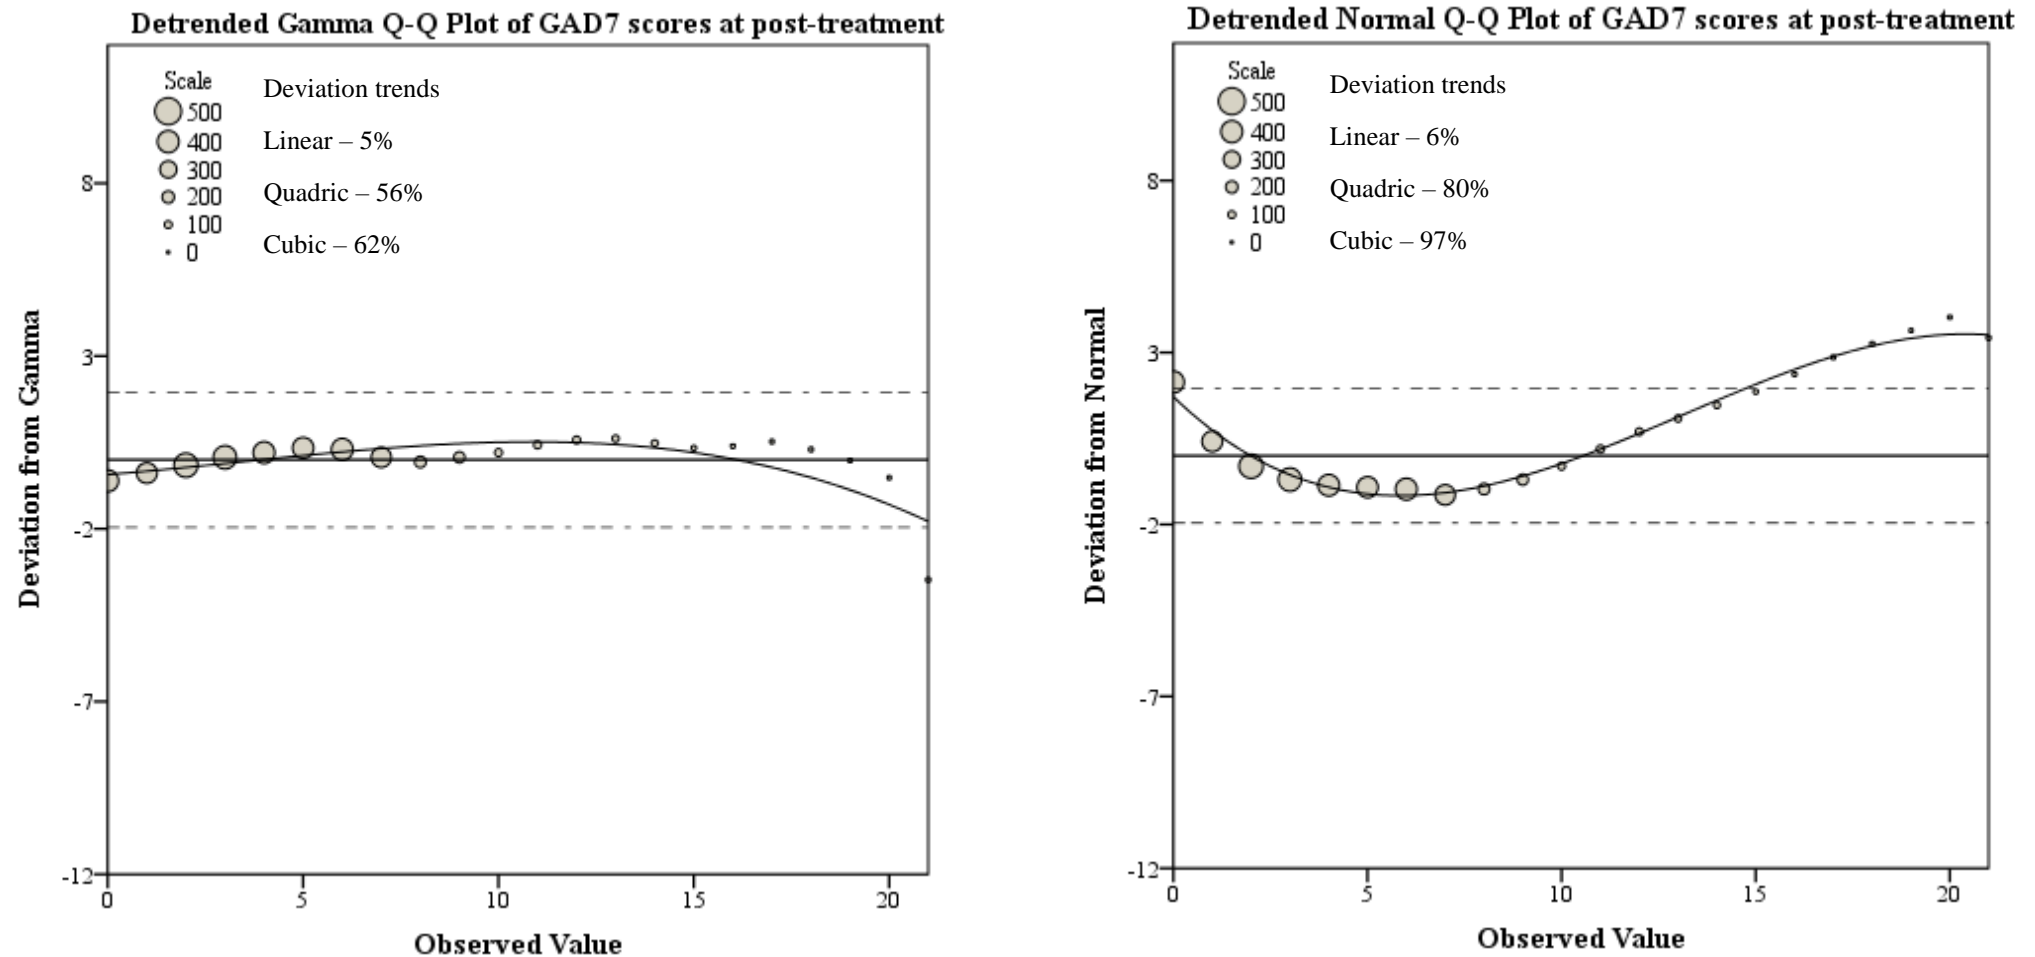 Detrended Gamma Q-Q Plot of GAD7 scores at post-treatment
Scale
500
400
300
200
100
0
Deviation trends
Linear – 5%
Quadric – 56%
Cubic – 62%
Deviation from Gamma
8
3
-2
-7
-12
0
5
10
15
20
Observed Value
Detrended Normal Q-Q Plot of GAD7 scores at post-treatment
Scale
500
400
300
200
100
0
Deviation trends
Linear – 6%
Quadric – 80%
Cubic – 97%
Deviation from Normal
8
3
-2
-7
-12
0
5
10
15
20
Observed Value